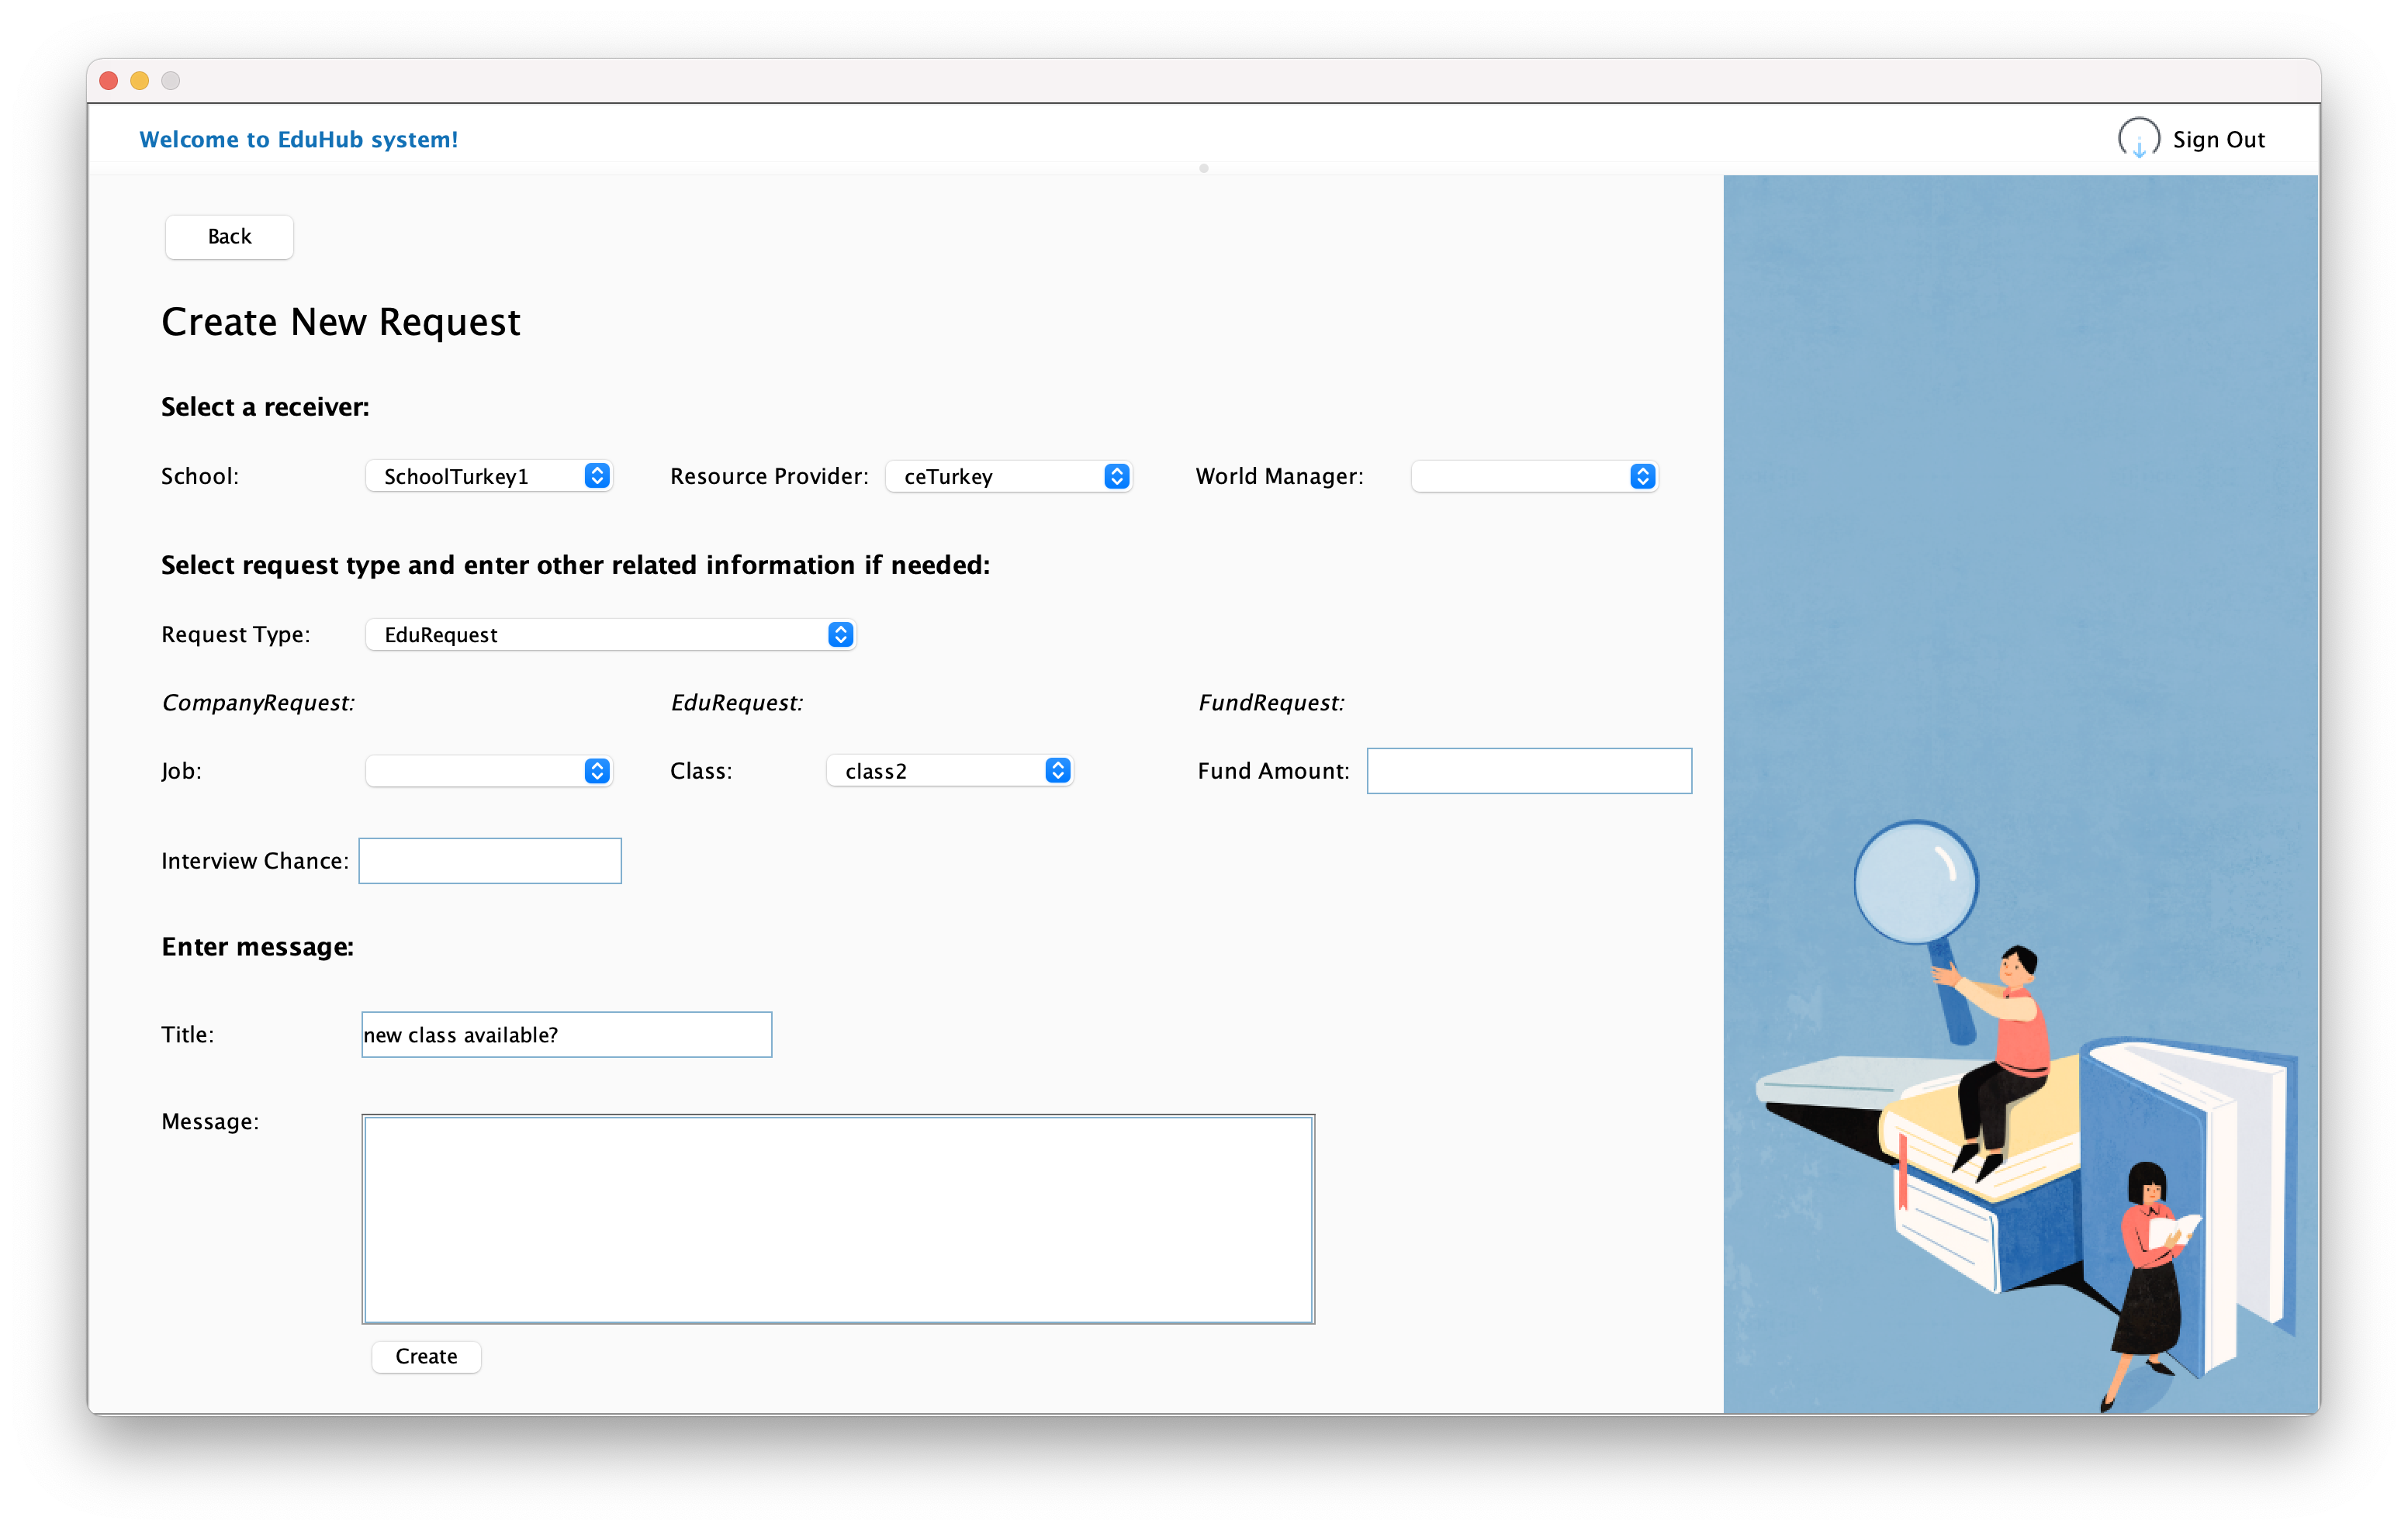 Welcome to EduHub system!
Sign Out
Back
Create New Request
Select a receiver:
School: SchoolTurkey1 Resource Provider: ceTurkey World Manager:
Select request type and enter other related information if needed:
Request Type: EduRequest
CompanyRequest: EduRequest: FundRequest:
Job: Class: class2 Fund Amount:
Interview Chance:
Enter message:
Title: new class available?
Message:
Create